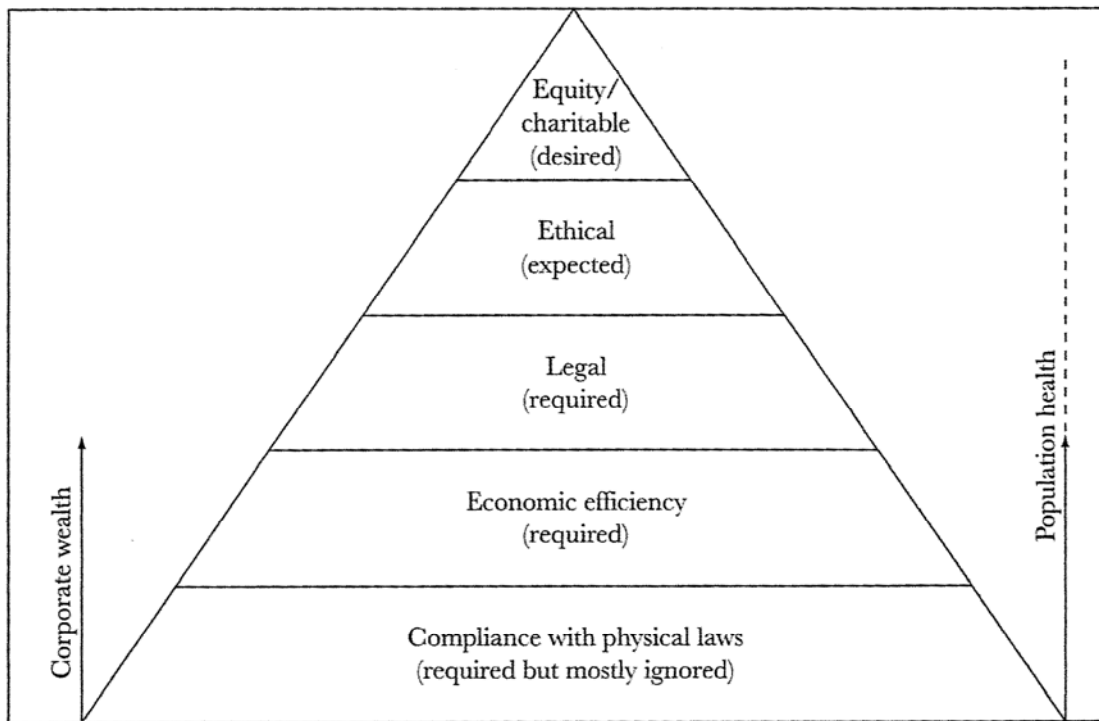 Equity/
charitable
(desired)
Ethical
(expected)
Legal
(required)
Economic efficiency
(required)
Compliance with physical laws
(required but mostly ignored)
Corporate wealth
Population health